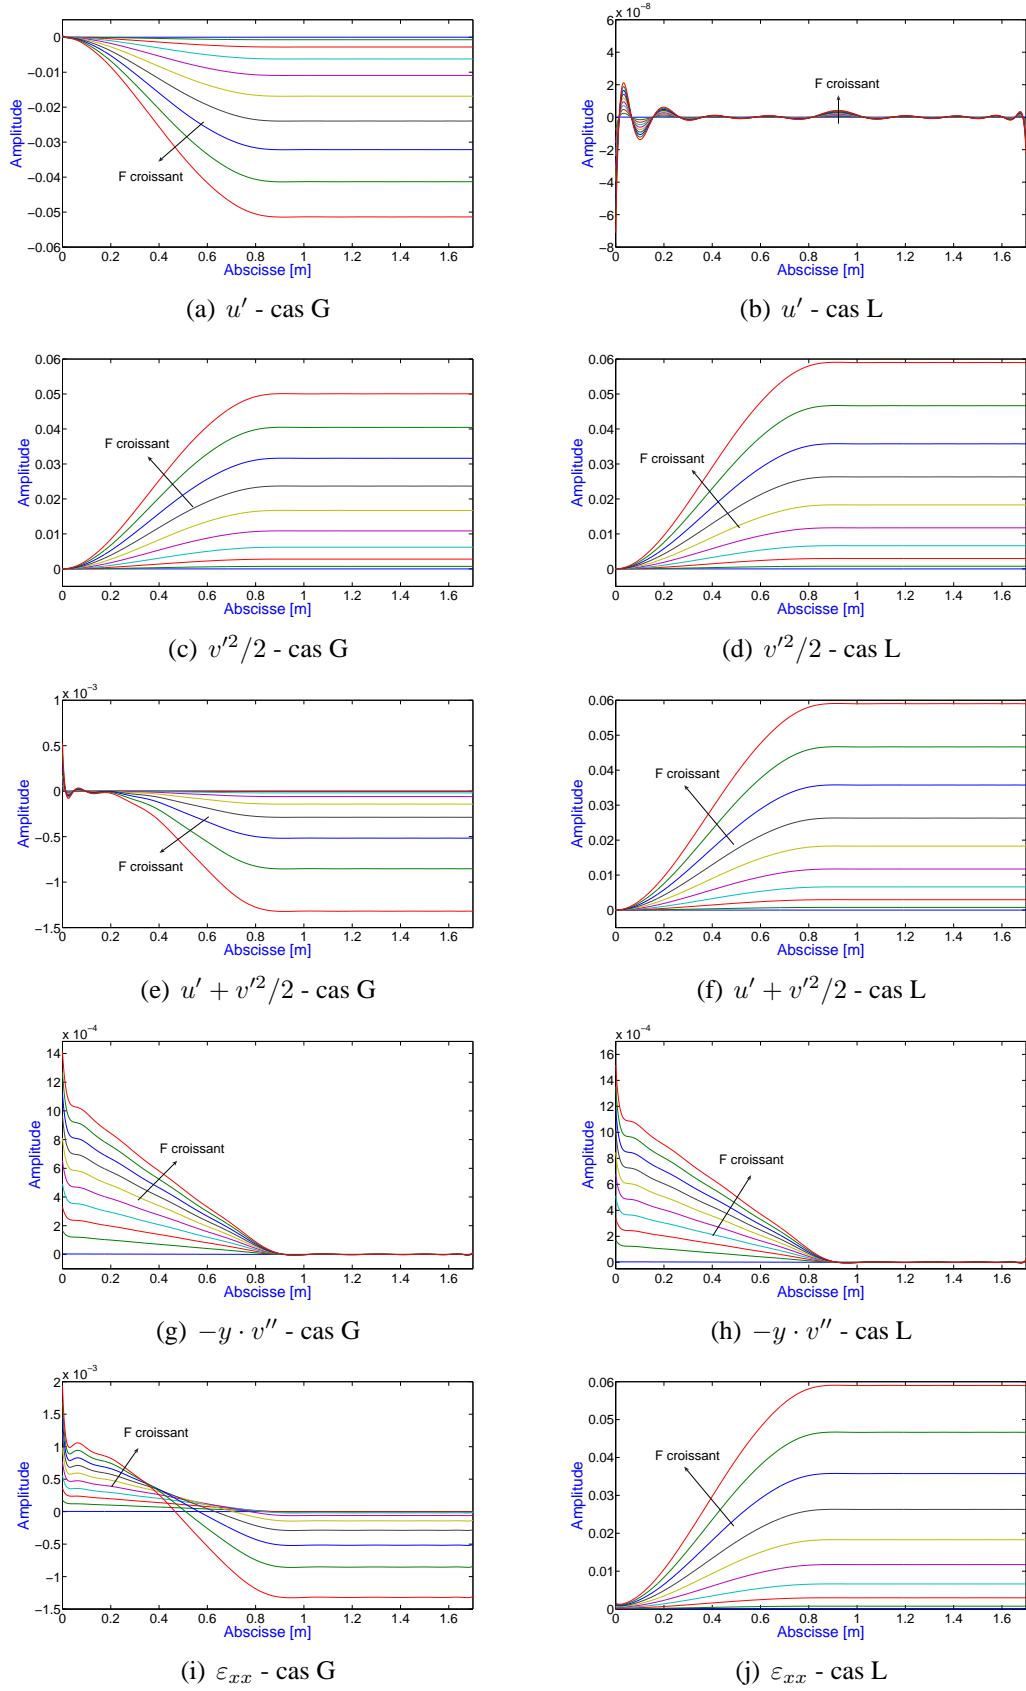 0
−0.01
−0.02
−0.03
−0.04
−0.05
−0.06
Amplitude
F croissant
0 0.2 0.4 0.6 0.8 1 1.2 1.4 1.6
Abscisse [m]
(a) u′ - cas G
x 10⁻⁸
6
4
2
0
−2
−4
−6
−8
Amplitude
F croissant
0 0.2 0.4 0.6 0.8 1 1.2 1.4 1.6
Abscisse [m]
(b) u′ - cas L
0.06
0.05
0.04
0.03
0.02
0.01
0
Amplitude
F croissant
0 0.2 0.4 0.6 0.8 1 1.2 1.4 1.6
Abscisse [m]
(c) v′²/2 - cas G
0.06
0.05
0.04
0.03
0.02
0.01
0
Amplitude
F croissant
0 0.2 0.4 0.6 0.8 1 1.2 1.4 1.6
Abscisse [m]
(d) v′²/2 - cas L
x 10⁻³
1
0.5
0
−0.5
−1
−1.5
Amplitude
F croissant
0 0.2 0.4 0.6 0.8 1 1.2 1.4 1.6
Abscisse [m]
(e) u′ + v′²/2 - cas G
0.06
0.05
0.04
0.03
0.02
0.01
0
Amplitude
F croissant
0 0.2 0.4 0.6 0.8 1 1.2 1.4 1.6
Abscisse [m]
(f) u′ + v′²/2 - cas L
x 10⁻⁴
14
12
10
8
6
4
2
0
Amplitude
F croissant
0 0.2 0.4 0.6 0.8 1 1.2 1.4 1.6
Abscisse [m]
(g) −y · v″ - cas G
x 10⁻⁴
16
14
12
10
8
6
4
2
0
Amplitude
F croissant
0 0.2 0.4 0.6 0.8 1 1.2 1.4 1.6
Abscisse [m]
(h) −y · v″ - cas L
x 10⁻³
2
1.5
1
0.5
0
−0.5
−1
−1.5
Amplitude
F croissant
0 0.2 0.4 0.6 0.8 1 1.2 1.4 1.6
Abscisse [m]
(i) εxx - cas G
0.06
0.05
0.04
0.03
0.02
0.01
0
Amplitude
F croissant
0 0.2 0.4 0.6 0.8 1 1.2 1.4 1.6
Abscisse [m]
(j) εxx - cas L